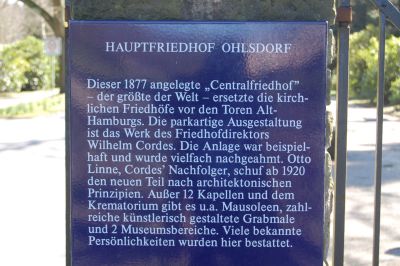 HAUPTFRIEDHOF OHLSDORF
Dieser 1877 angelegte „Centralfriedhof”
– der größte der Welt – ersetzte die kirch-
lichen Friedhöfe vor den Toren Alt-
Hamburgs. Die parkartige Ausgestaltung
ist das Werk des Friedhofdirektors
Wilhelm Cordes. Die Anlage war beispiel-
haft und wurde vielfach nachgeahmt. Otto
Linne, Cordes’ Nachfolger, schuf ab 1920
den neuen Teil nach architektonischen
Prinzipien. Außer 12 Kapellen und dem
Krematorium gibt es u.a. Mausoleen, zahl-
reiche künstlerisch gestaltete Grabmale
und 2 Museumsbereiche. Viele bekannte
Persönlichkeiten wurden hier bestattet.